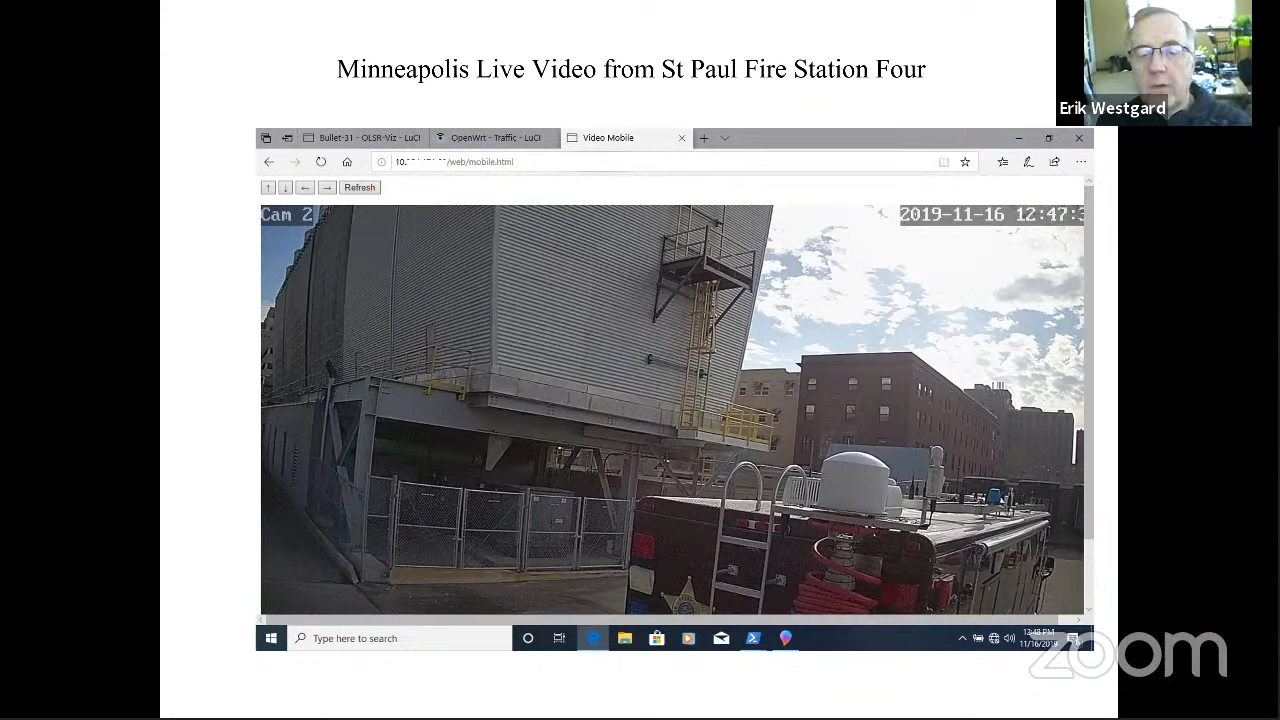 Minneapolis Live Video from St Paul Fire Station Four
Erik Westgard
Bullet-31 - OLSR-Viz - LuCI
OpenWrt - Traffic - LuCI
Video Mobile
/web/mobile.html
Refresh
Cam 2
2019-11-16 12:47:3
Type here to search
11/16/2019
zoom